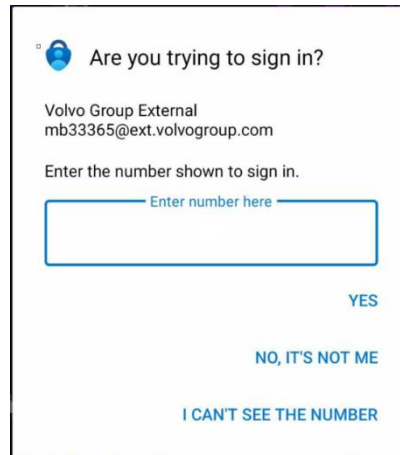 Are you trying to sign in?
Volvo Group External
mb33365@ext.volvogroup.com
Enter the number shown to sign in.
Enter number here
YES
NO, IT'S NOT ME
I CAN'T SEE THE NUMBER